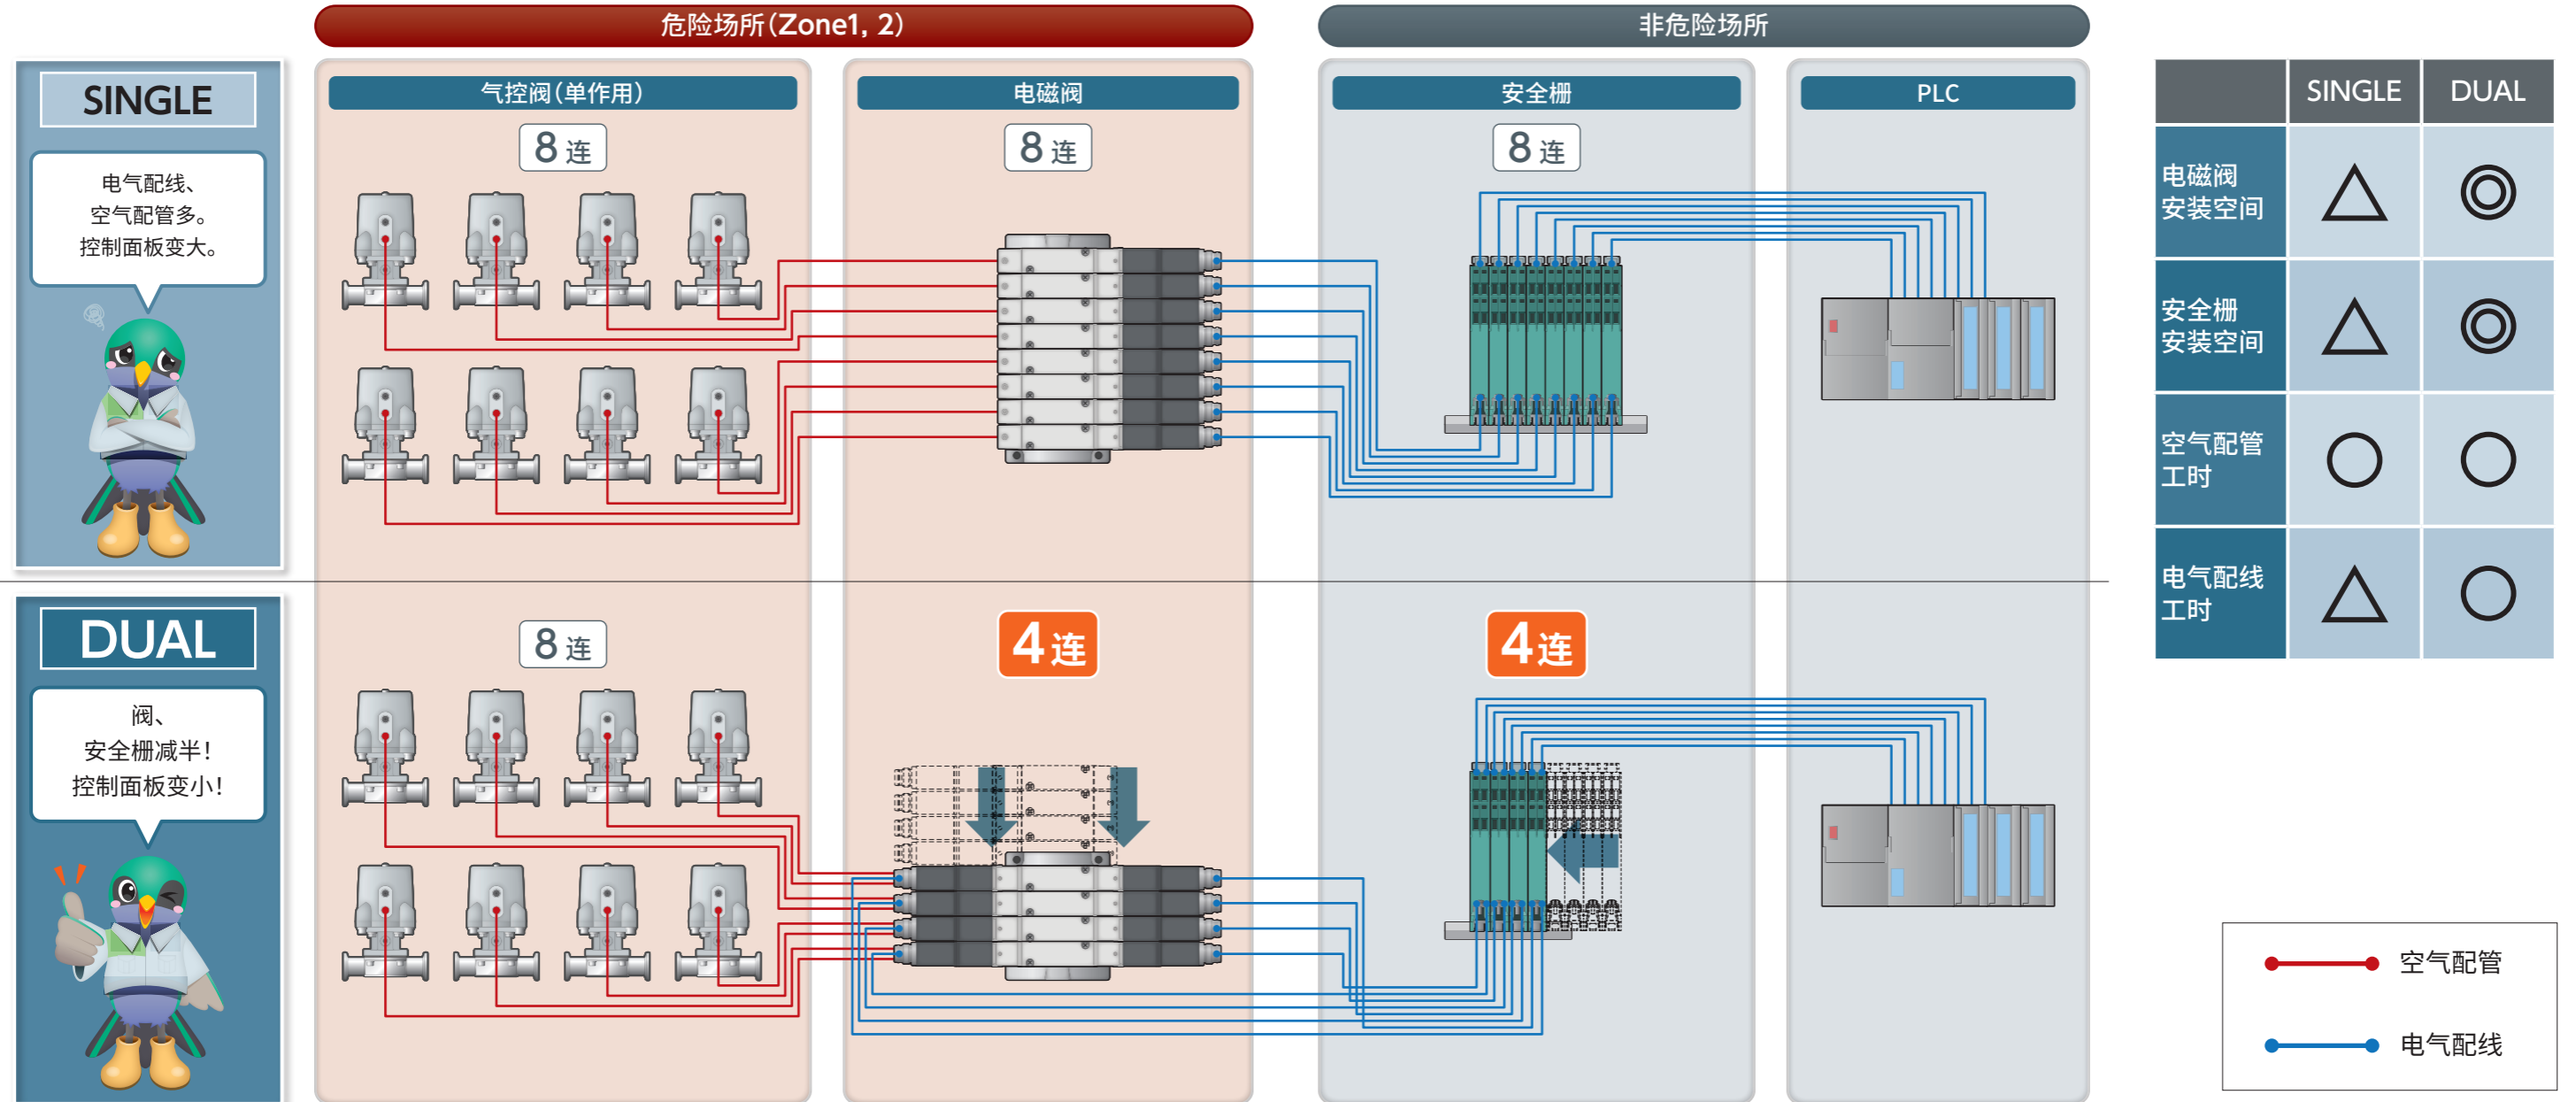 危险场所(Zone1, 2)
非危险场所
SINGLE
电气配线、
空气配管多。
控制面板变大。
气控阀(单作用)
电磁阀
安全栅
PLC
8 连
8 连
8 连
DUAL
阀、
安全栅减半!
控制面板变小!
8 连
4 连
4 连
SINGLE DUAL
电磁阀
安装空间
△ ◎
安全栅
安装空间
△ ◎
空气配管
工时
○ ○
电气配线
工时
△ ○
空气配管
电气配线